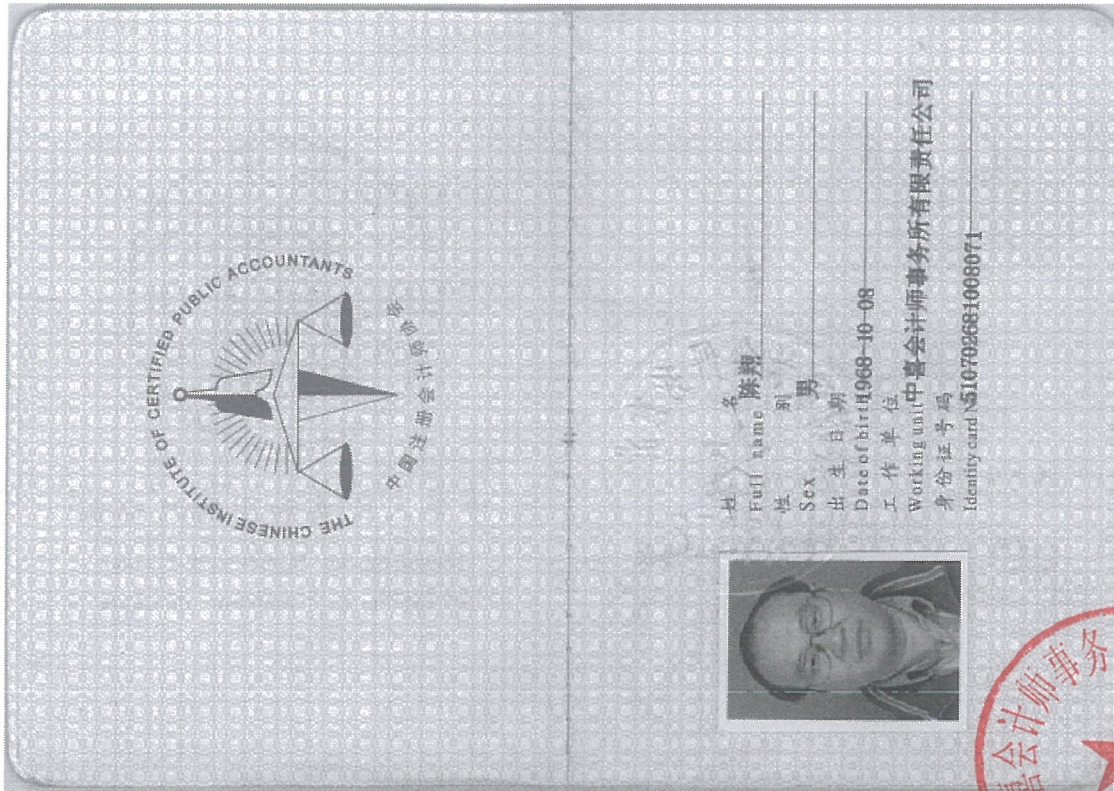 THE CHINESE INSTITUTE OF CERTIFIED PUBLIC ACCOUNTANTS
中国注册会计师协会
姓 名 陈翔
Full name
性 别 男
Sex
出 生 日 期 1968-10-08
Date of birth
工 作 单 位 中喜会计师事务所有限责任公司
Working unit
身份证号码 510702681008071
Identity card N
喜会计师事务